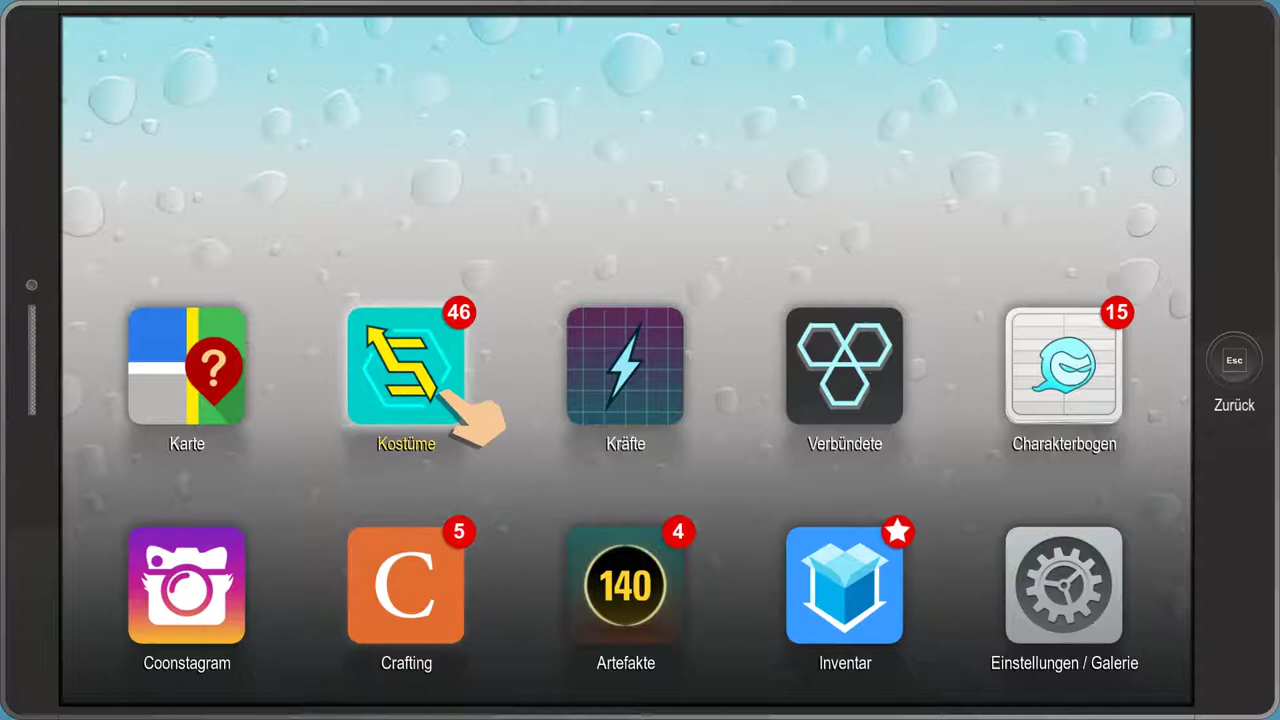 46
15
?
Esc
Zurück
Karte
Kostüme
Kräfte
Verbündete
Charakterbogen
5
4
C
140
Coonstagram
Crafting
Artefakte
Inventar
Einstellungen / Galerie